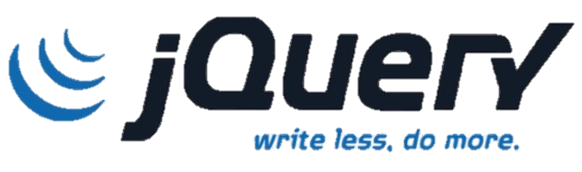 jQuery
write less, do more.